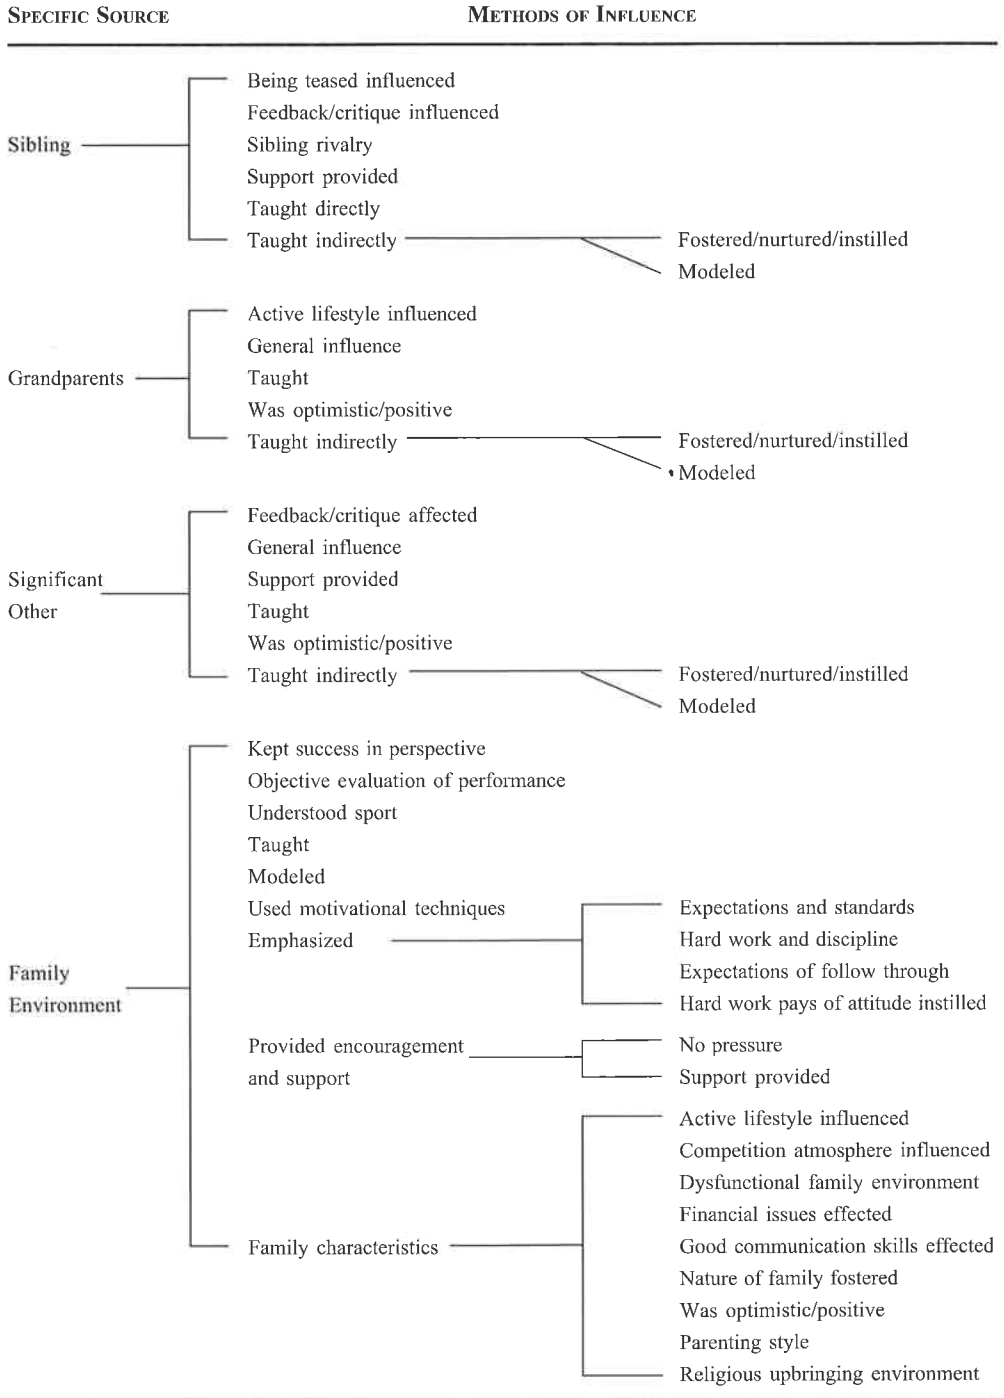 SPECIFIC SOURCE METHODS OF INFLUENCE
Being teased influenced
Feedback/critique influenced
Sibling Sibling rivalry
Support provided
Taught directly
Taught indirectly Fostered/nurtured/instilled
Modeled
Active lifestyle influenced
General influence
Grandparents Taught
Was optimistic/positive
Taught indirectly Fostered/nurtured/instilled
Modeled
Feedback/critique affected
General influence
Significant Support provided
Other Taught
Was optimistic/positive
Taught indirectly Fostered/nurtured/instilled
Modeled
Kept success in perspective
Objective evaluation of performance
Understood sport
Taught
Modeled
Used motivational techniques Expectations and standards
Emphasized Hard work and discipline
Family Expectations of follow through
Environment Hard work pays of attitude instilled
Provided encouragement No pressure
and support Support provided
Active lifestyle influenced
Competition atmosphere influenced
Dysfunctional family environment
Financial issues effected
Family characteristics Good communication skills effected
Nature of family fostered
Was optimistic/positive
Parenting style
Religious upbringing environment